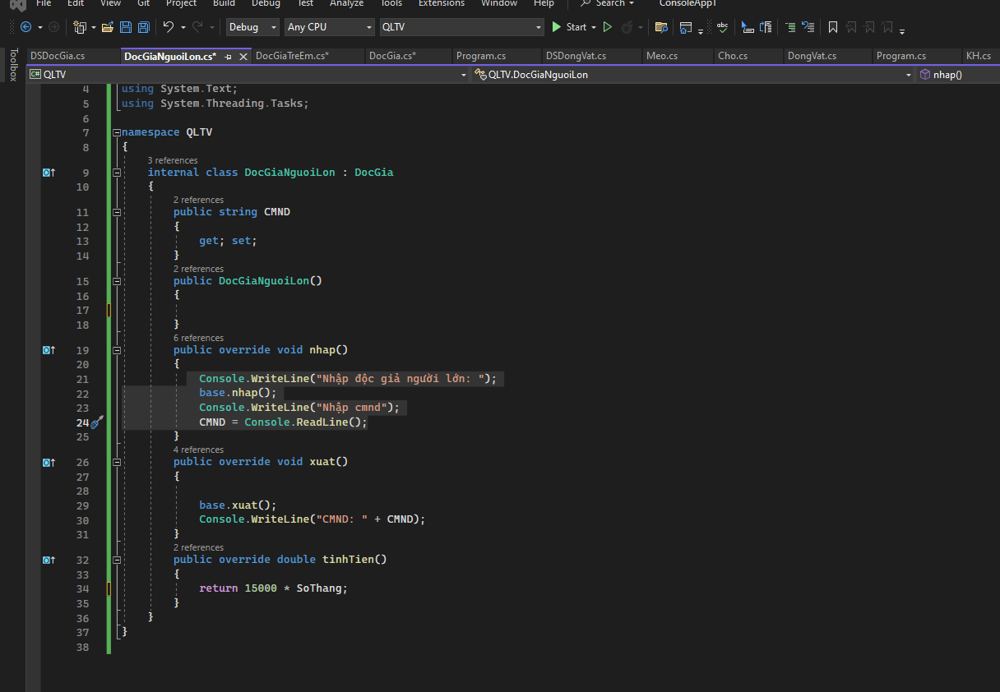 File Edit View Git Project Build Debug Test Analyze Tools Extensions Window Help Search ConsoleApp1
Debug Any CPU QLTV Start
Toolbox
DSDocGia.cs DocGiaNguoiLon.cs* DocGiaTreEm.cs* DocGia.cs* Program.cs DSDongVat.cs Meo.cs Cho.cs DongVat.cs Program.cs KH.cs
C# QLTV QLTV.DocGiaNguoiLon nhap()
4 using System.Text;
5 using System.Threading.Tasks;
6
7 namespace QLTV
8 {
3 references
9 internal class DocGiaNguoiLon : DocGia
10 {
2 references
11 public string CMND
12 {
13 get; set;
14 }
2 references
15 public DocGiaNguoiLon()
16 {
17
18 }
6 references
19 public override void nhap()
20 {
21 Console.WriteLine("Nhập độc giả người lớn: ");
22 base.nhap();
23 Console.WriteLine("Nhập cmnd");
24 CMND = Console.ReadLine();
25 }
4 references
26 public override void xuat()
27 {
28
29 base.xuat();
30 Console.WriteLine("CMND: " + CMND);
31 }
2 references
32 public override double tinhTien()
33 {
34 return 15000 * SoThang;
35 }
36 }
37 }
38